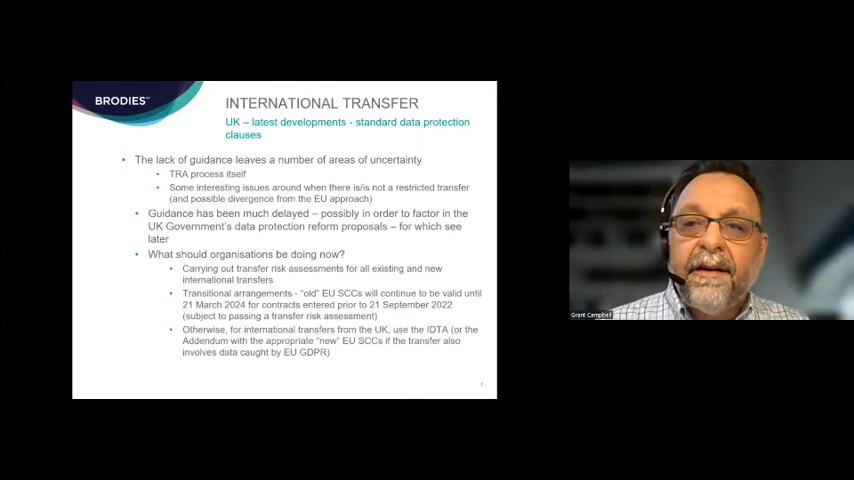 BRODIES LLP
INTERNATIONAL TRANSFER
UK – latest developments - standard data protection
clauses
• The lack of guidance leaves a number of areas of uncertainty
• TRA process itself
• Some interesting issues around when there is/is not a restricted transfer
(and possible divergence from the EU approach)
• Guidance has been much delayed – possibly in order to factor in the
UK Government's data protection reform proposals – for which see
later
• What should organisations be doing now?
• Carrying out transfer risk assessments for all existing and new
international transfers
• Transitional arrangements - “old” EU SCCs will continue to be valid until
21 March 2024 for contracts entered prior to 21 September 2022
(subject to passing a transfer risk assessment)
• Otherwise, for international transfers from the UK, use the IDTA (or the
Addendum with the appropriate “new” EU SCCs if the transfer also
involves data caught by EU GDPR)
Grant Campbell